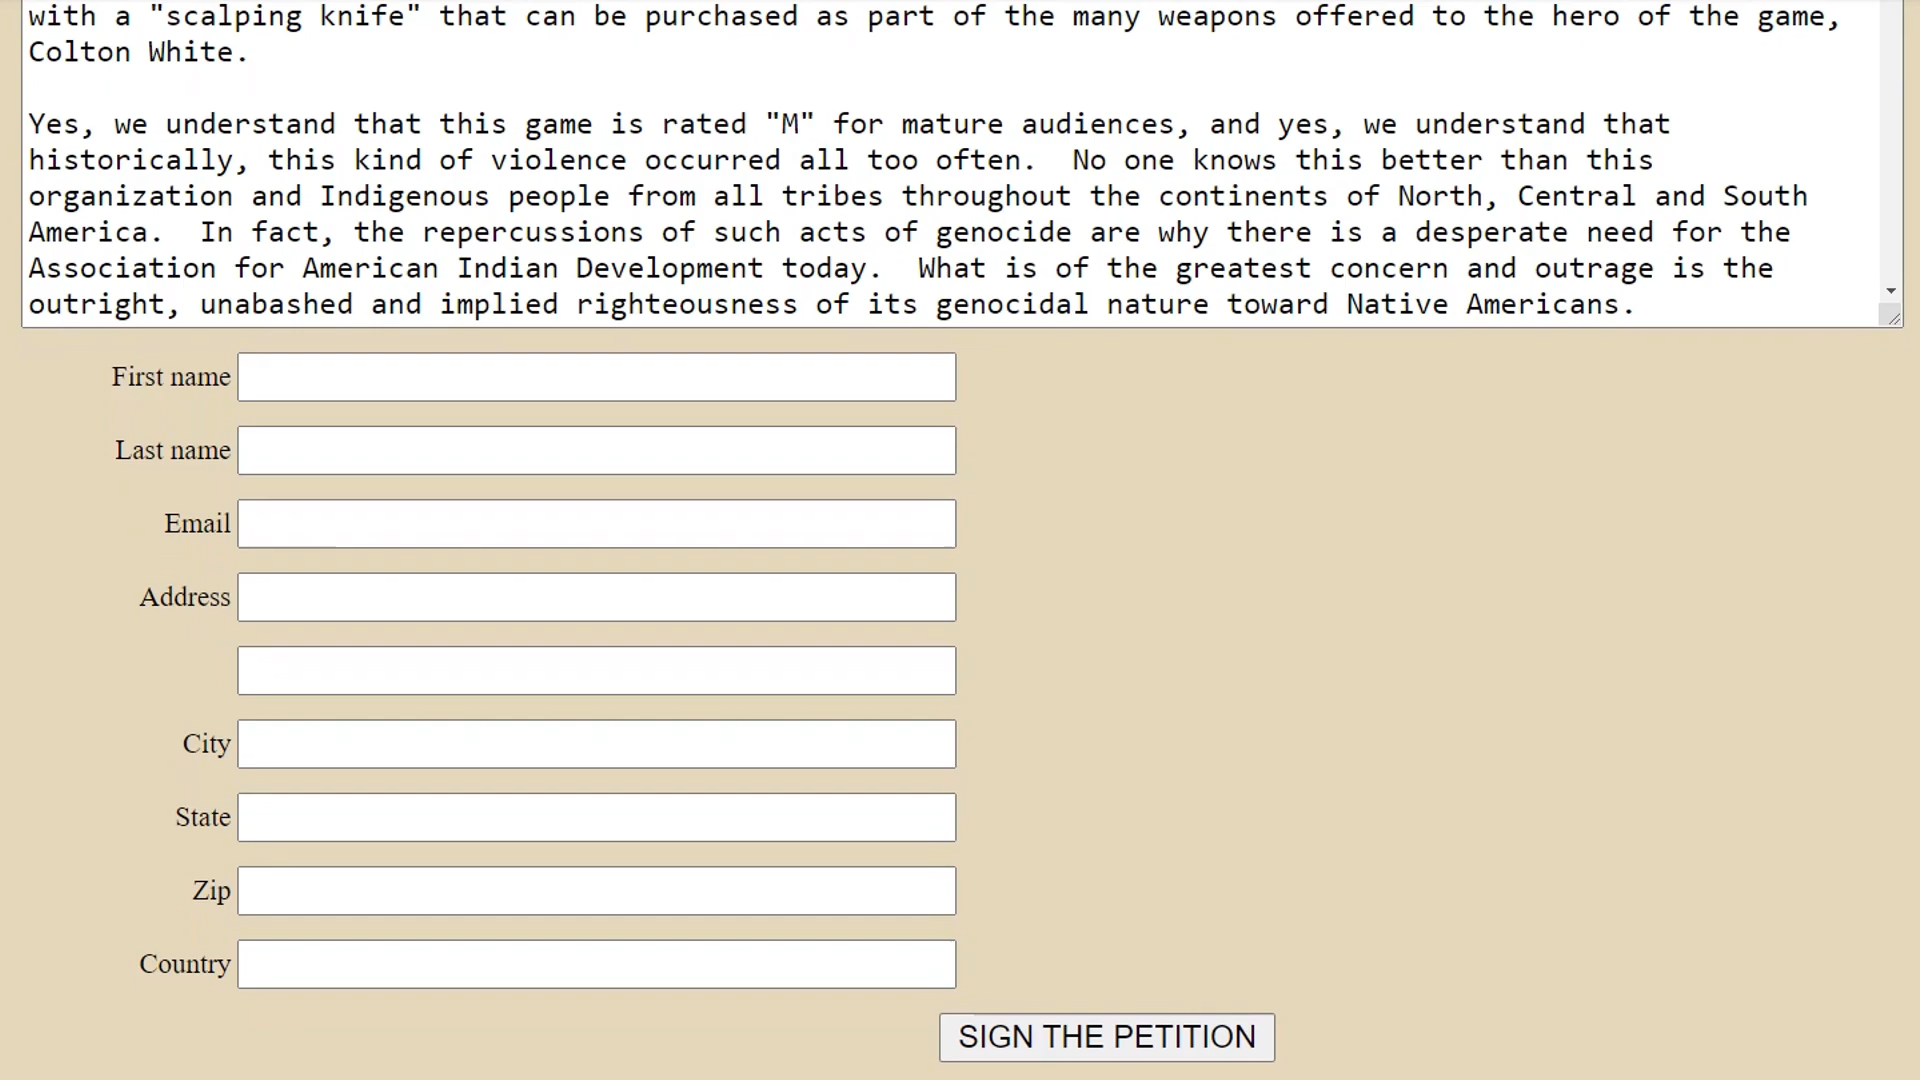 with a "scalping knife" that can be purchased as part of the many weapons offered to the hero of the game,
Colton White.
Yes, we understand that this game is rated "M" for mature audiences, and yes, we understand that
historically, this kind of violence occurred all too often.  No one knows this better than this
organization and Indigenous people from all tribes throughout the continents of North, Central and South
America.  In fact, the repercussions of such acts of genocide are why there is a desperate need for the
Association for American Indian Development today.  What is of the greatest concern and outrage is the
outright, unabashed and implied righteousness of its genocidal nature toward Native Americans.
First name
Last name
Email
Address
City
State
Zip
Country
SIGN THE PETITION